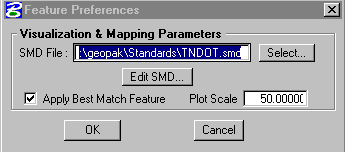 Feature Preferences
Visualization & Mapping Parameters
SMD File : :\geopak\Standards\TNDOT.smd Select...
Edit SMD...
Apply Best Match Feature Plot Scale 50.00000
OK Cancel